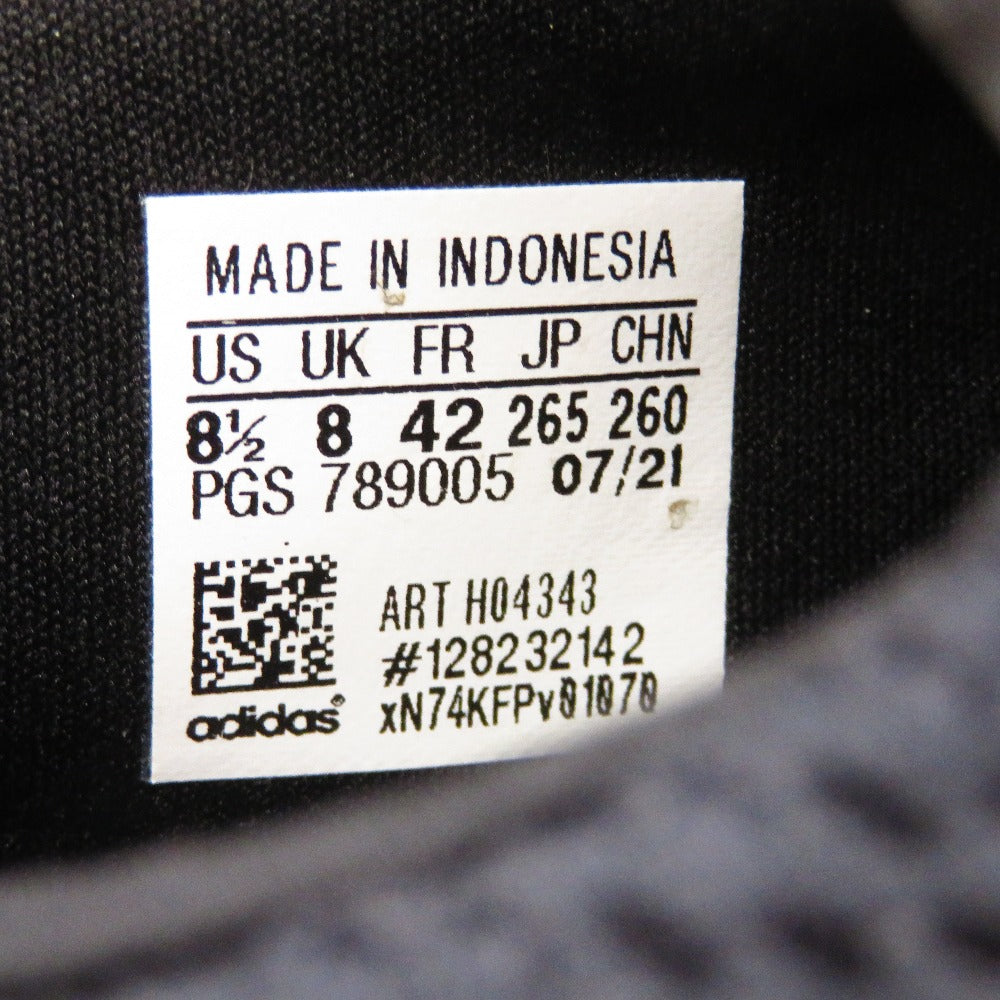 MADE IN INDONESIA
US UK FR JP CHN
8½ 8 42 265 260
PGS 789005 07/21
ART H04343
#128232142
xN74KFPv01070
adidas®